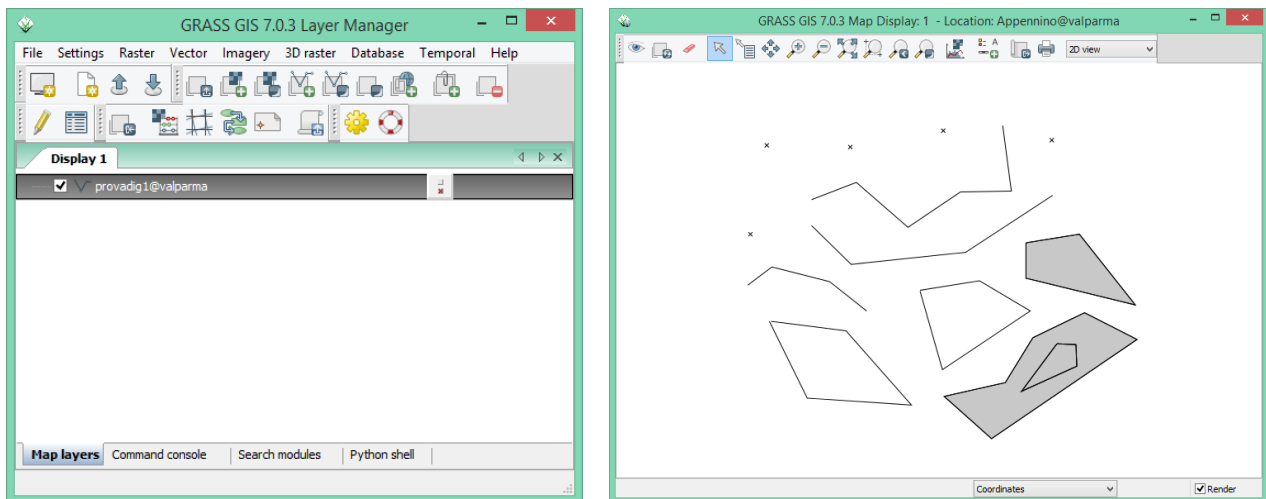 GRASS GIS 7.0.3 Layer Manager
File Settings Raster Vector Imagery 3D raster Database Temporal Help
Display 1
provadig1@valparma
Map layers Command console Search modules Python shell
GRASS GIS 7.0.3 Map Display: 1 - Location: Appennino@valparma
2D view
Coordinates
Render